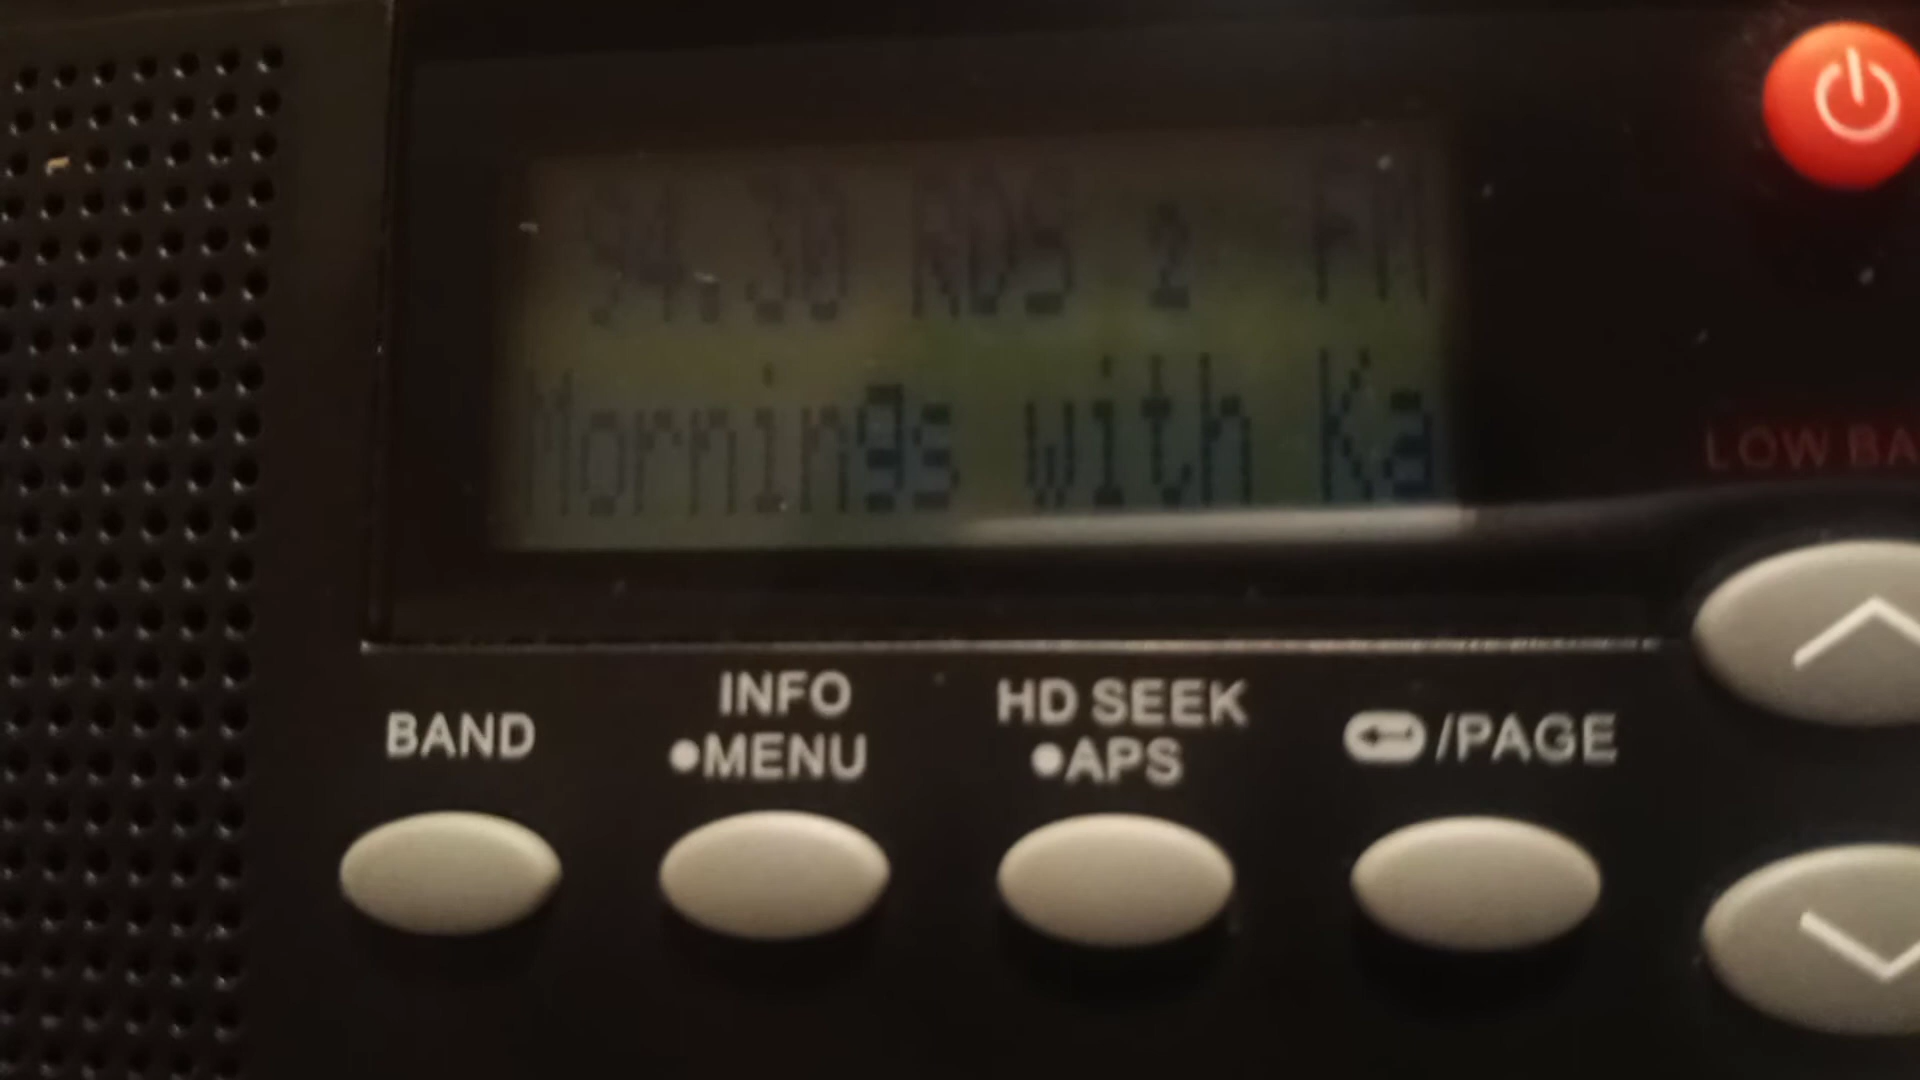 94.30 RDS 2 FM
Mornings with Ka
LOW BA
BAND
INFO
●MENU
HD SEEK
●APS
/PAGE